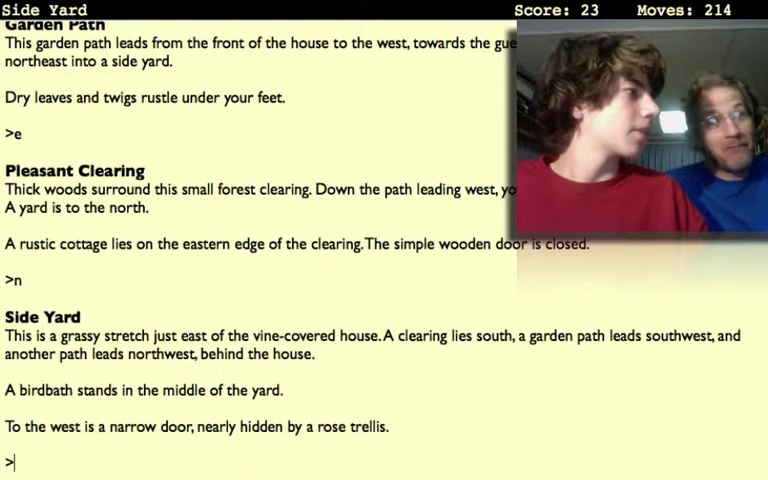 Side Yard Score: 23 Moves: 214
Garden Path
This garden path leads from the front of the house to the west, towards the
northeast into a side yard.
Dry leaves and twigs rustle under your feet.
>e
Pleasant Clearing
Thick woods surround this small forest clearing. Down the path leading west,
A yard is to the north.
A rustic cottage lies on the eastern edge of the clearing. The simple wooden door is closed.
>n
Side Yard
This is a grassy stretch just east of the vine-covered house. A clearing lies south, a garden path leads southwest, and
another path leads northwest, behind the house.
A birdbath stands in the middle of the yard.
To the west is a narrow door, nearly hidden by a rose trellis.
>